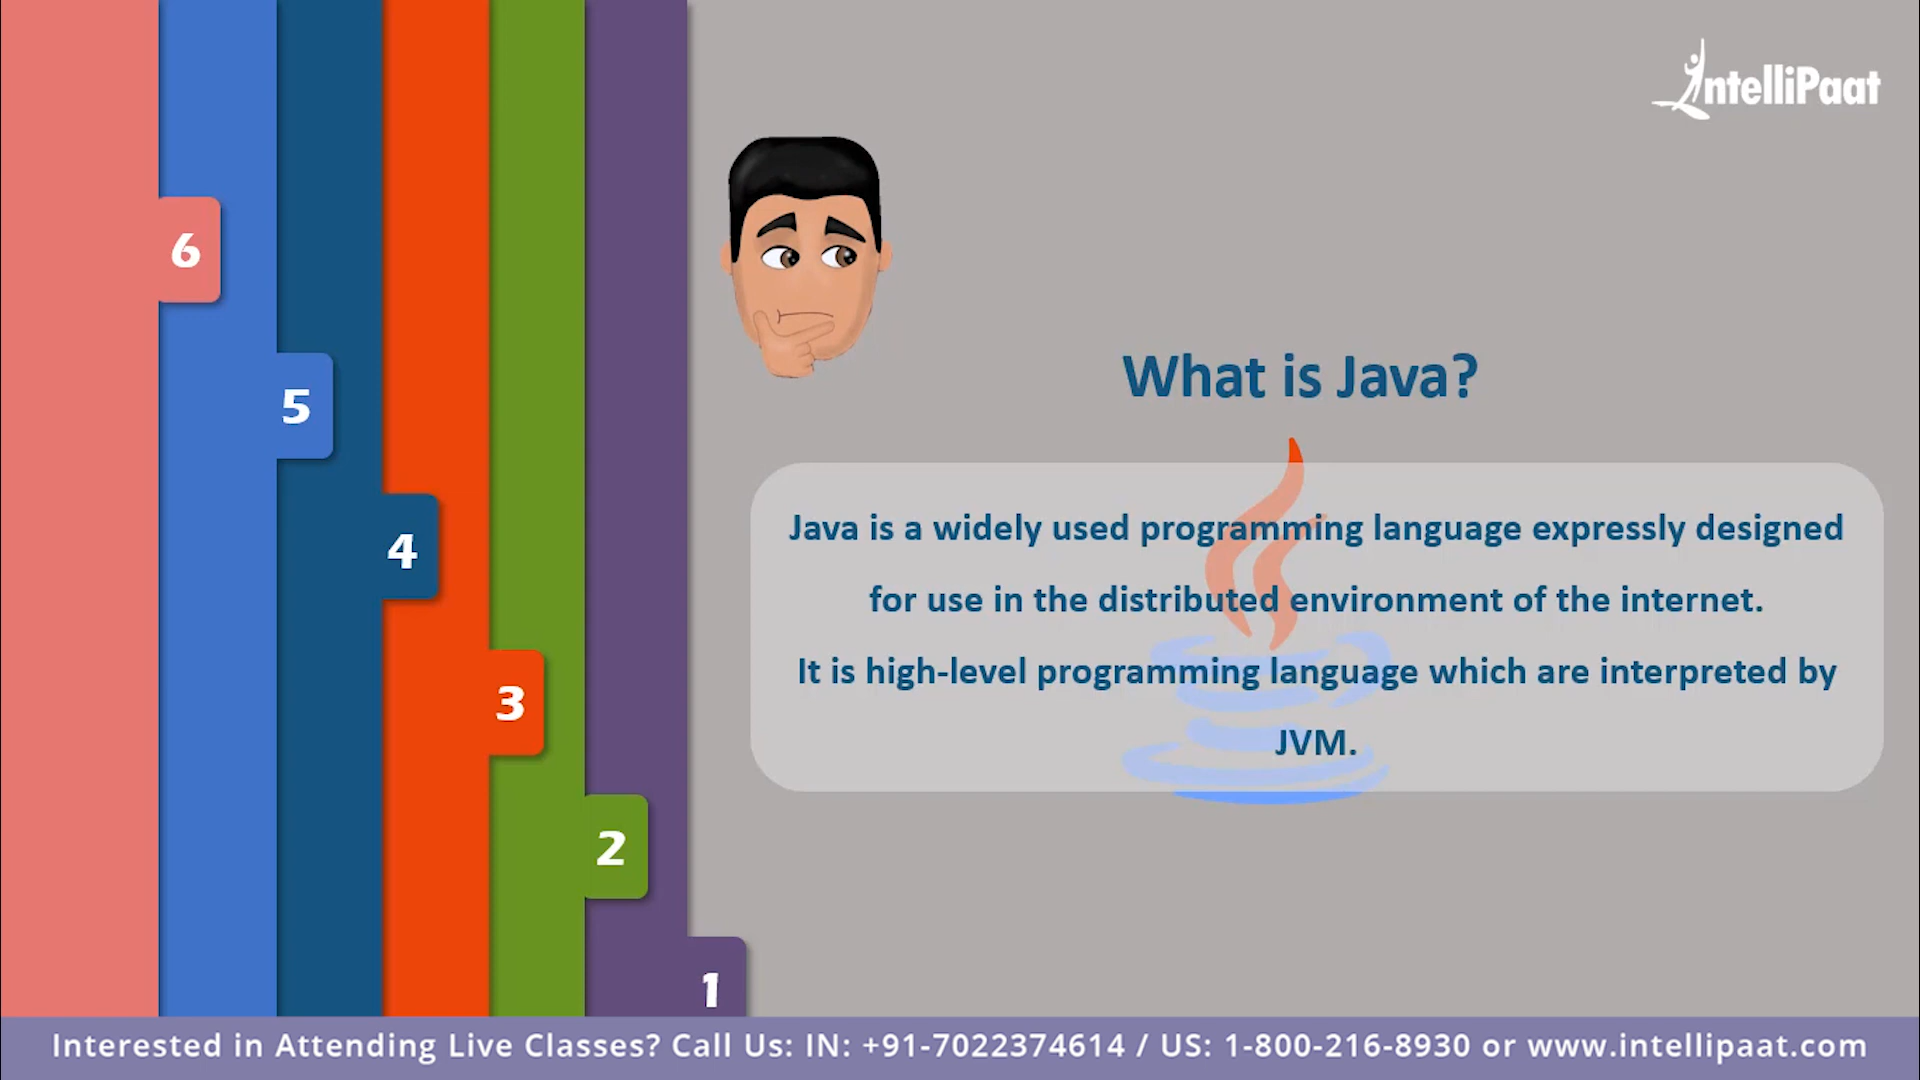 IntelliPaat
6
5
4
3
2
1
What is Java?
Java is a widely used programming language expressly designed
for use in the distributed environment of the internet.
It is high-level programming language which are interpreted by
JVM.
Interested in Attending Live Classes? Call Us: IN: +91-7022374614 / US: 1-800-216-8930 or www.intellipaat.com